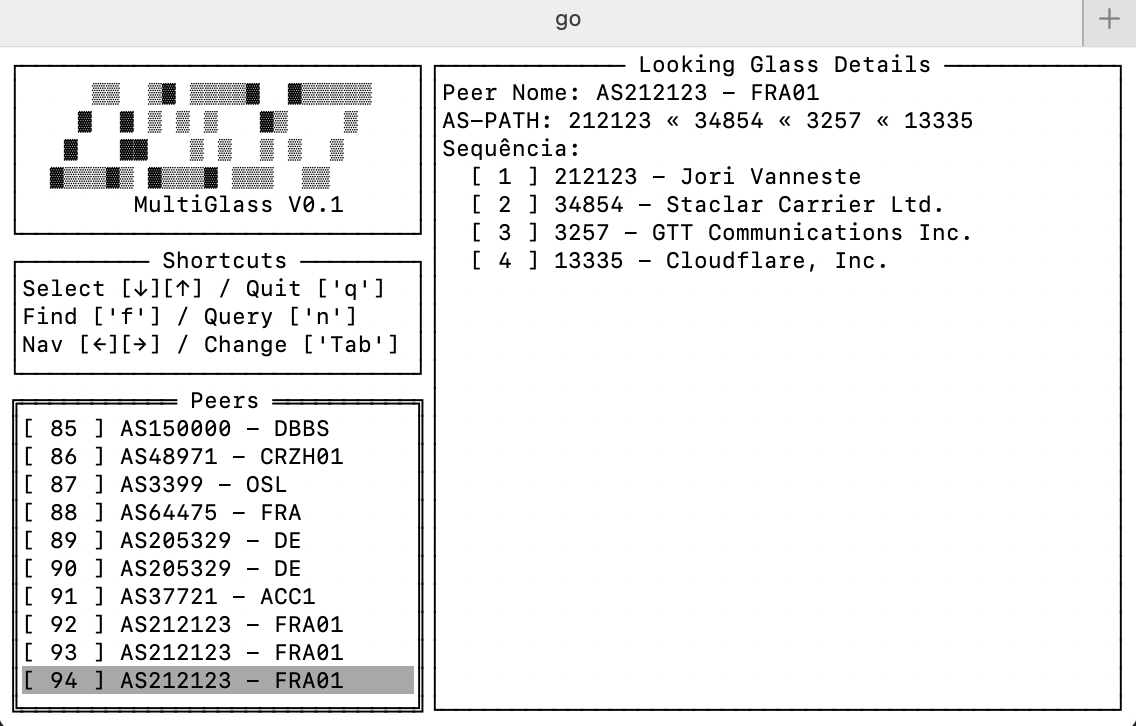 go
MultiGlass V0.1
Shortcuts
Select [↓][↑] / Quit ['q']
Find ['f'] / Query ['n']
Nav [←][→] / Change ['Tab']
Peers
[ 85 ] AS150000 – DBBS
[ 86 ] AS48971 – CRZH01
[ 87 ] AS3399 – OSL
[ 88 ] AS64475 – FRA
[ 89 ] AS205329 – DE
[ 90 ] AS205329 – DE
[ 91 ] AS37721 – ACC1
[ 92 ] AS212123 – FRA01
[ 93 ] AS212123 – FRA01
[ 94 ] AS212123 – FRA01
Looking Glass Details
Peer Nome: AS212123 – FRA01
AS–PATH: 212123 « 34854 « 3257 « 13335
Sequência:
[ 1 ] 212123 – Jori Vanneste
[ 2 ] 34854 – Staclar Carrier Ltd.
[ 3 ] 3257 – GTT Communications Inc.
[ 4 ] 13335 – Cloudflare, Inc.